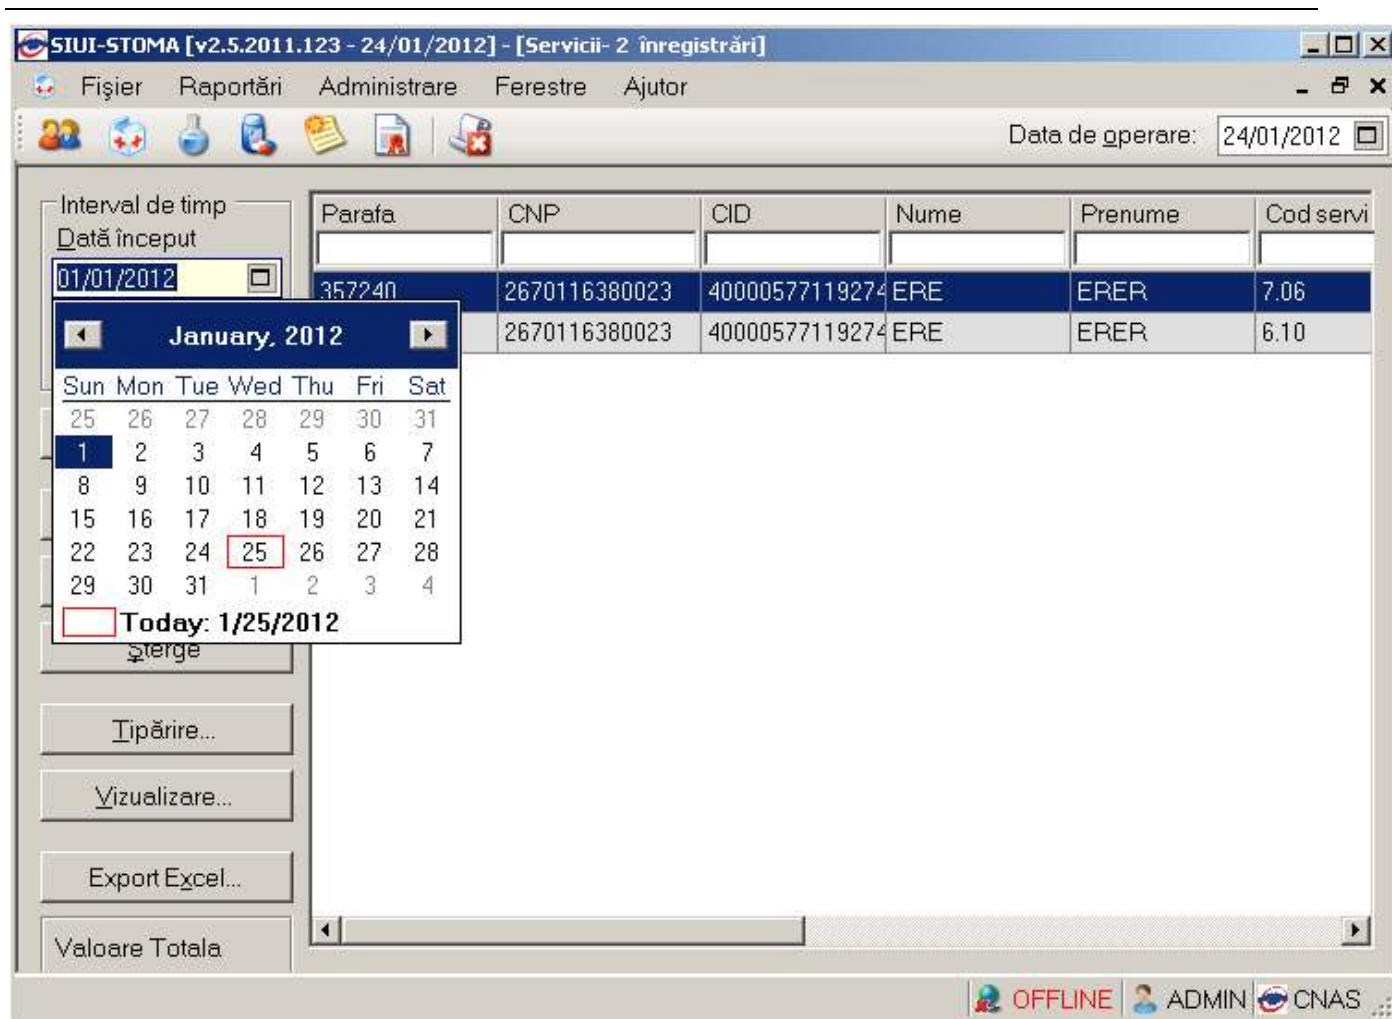 SIUI-STOMA [v2.5.2011.123 - 24/01/2012] - [Servicii- 2 înregistrări]
Fişier Raportări Administrare Ferestre Ajutor
Data de operare: 24/01/2012
Interval de timp
Dată început
01/01/2012
Parafa CNP CID Nume Prenume Cod servi
357240 2670116380023 40000577119274 ERE ERER 7.06
2670116380023 40000577119274 ERE ERER 6.10
January, 2012
Sun Mon Tue Wed Thu Fri Sat
25 26 27 28 29 30 31
1 2 3 4 5 6 7
8 9 10 11 12 13 14
15 16 17 18 19 20 21
22 23 24 25 26 27 28
29 30 31 1 2 3 4
Today: 1/25/2012
Şterge
Tipărire...
Vizualizare...
Export Excel...
Valoare Totala
OFFLINE ADMIN CNAS